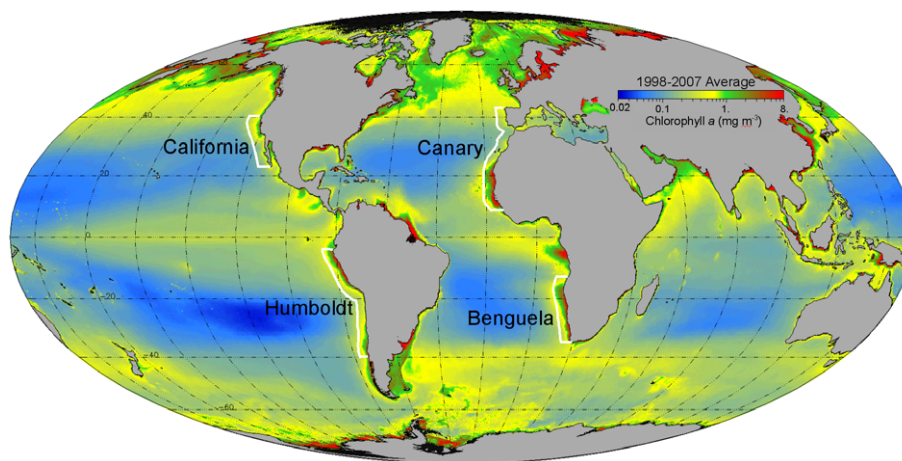 1998-2007 Average
0.02 0.1 1. 8.
Chlorophyll a (mg m⁻³)
40
California
Canary
20
0
-20
Humboldt
Benguela
-40
-60